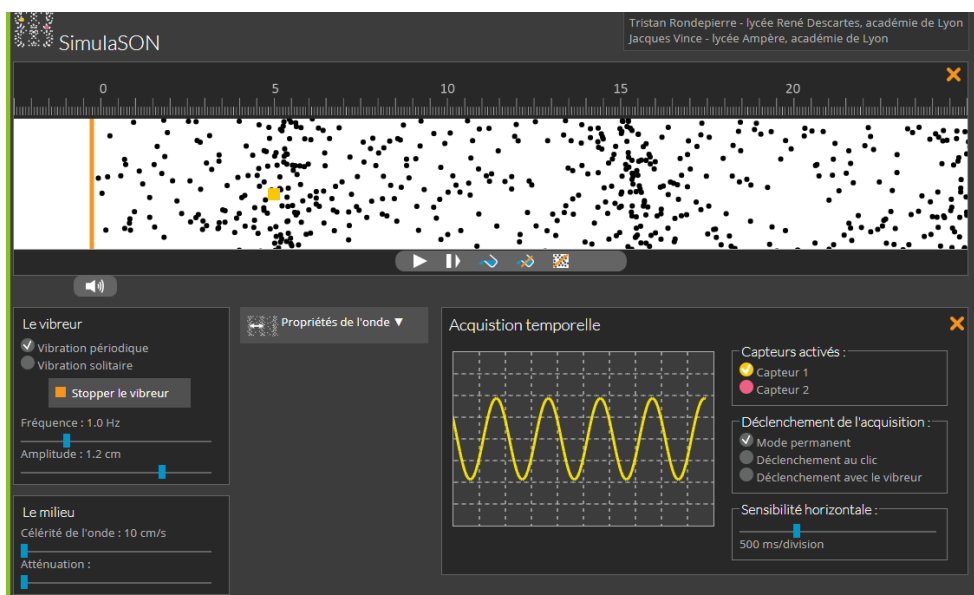 SimulaSON
Tristan Rondepierre - lycée René Descartes, académie de Lyon
Jacques Vince - lycée Ampère, académie de Lyon
0 5 10 15 20
Le vibreur
Vibration périodique
Vibration solitaire
Stopper le vibreur
Fréquence : 1.0 Hz
Amplitude : 1.2 cm
Le milieu
Célérité de l'onde : 10 cm/s
Atténuation :
Propriétés de l'onde ▼
Acquistion temporelle
Capteurs activés :
Capteur 1
Capteur 2
Déclenchement de l'acquisition :
Mode permanent
Déclenchement au clic
Déclenchement avec le vibreur
Sensibilité horizontale :
500 ms/division